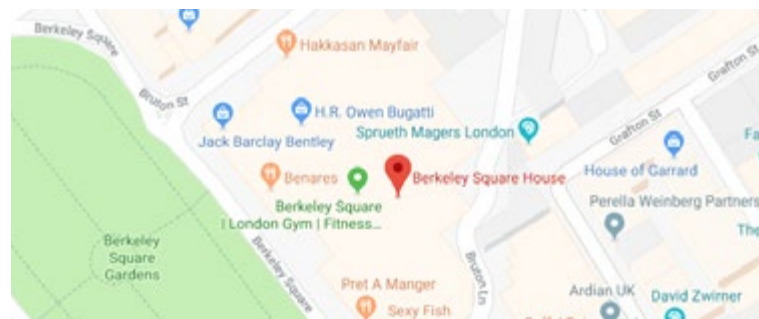 Berkeley Square
Hakkasan Mayfair
Bruton St
H.R. Owen Bugatti
Jack Barclay Bentley
Sprueth Magers London
Grafton St
Grafton St
Fa
House of Garrard
Benares
Berkeley Square House
Berkeley Square
| London Gym | Fitness...
Perella Weinberg Partners
The
Berkeley
Square
Gardens
Berkeley Square
Bruton Ln
Pret A Manger
Sexy Fish
Ardian UK
David Zwirner